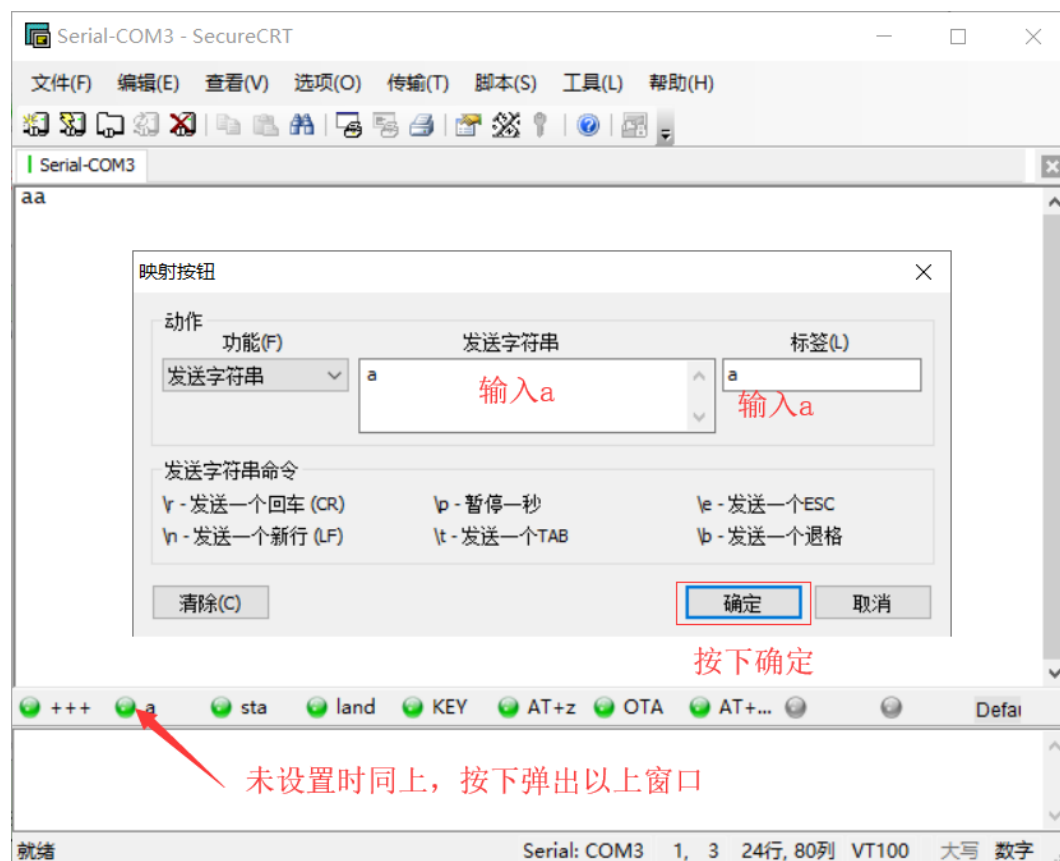 Serial-COM3 - SecureCRT
文件(F) 编辑(E) 查看(V) 选项(O) 传输(T) 脚本(S) 工具(L) 帮助(H)
Serial-COM3
aa
映射按钮
动作
功能(F) 发送字符串 标签(L)
发送字符串 a a
输入a 输入a
发送字符串命令
\r - 发送一个回车 (CR) \p - 暂停一秒 \e - 发送一个ESC
\n - 发送一个新行 (LF) \t - 发送一个TAB \b - 发送一个退格
清除(C) 确定 取消
按下确定
+++ a sta land KEY AT+z OTA AT+... Defau
未设置时同上，按下弹出以上窗口
就绪 Serial: COM3 1, 3 24行, 80列 VT100 大写 数字